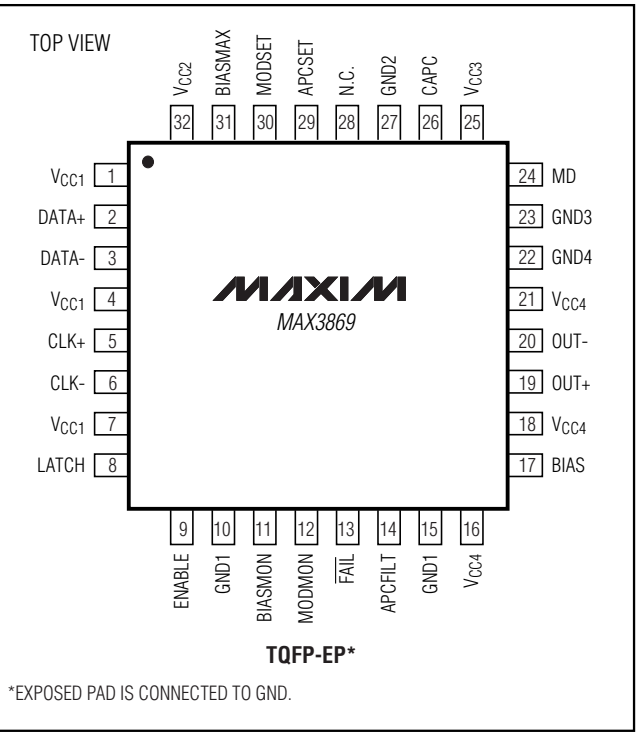 TOP VIEW
VCC2
BIASMAX
MODSET
APCSET
N.C.
GND2
CAPC
VCC3
32
31
30
29
28
27
26
25
VCC1 1
DATA+ 2
DATA- 3
VCC1 4
CLK+ 5
CLK- 6
VCC1 7
LATCH 8
MAXIM
MAX3869
24 MD
23 GND3
22 GND4
21 VCC4
20 OUT-
19 OUT+
18 VCC4
17 BIAS
9
10
11
12
13
14
15
16
ENABLE
GND1
BIASMON
MODMON
FAIL
APCFILT
GND1
VCC4
TQFP-EP*
*EXPOSED PAD IS CONNECTED TO GND.